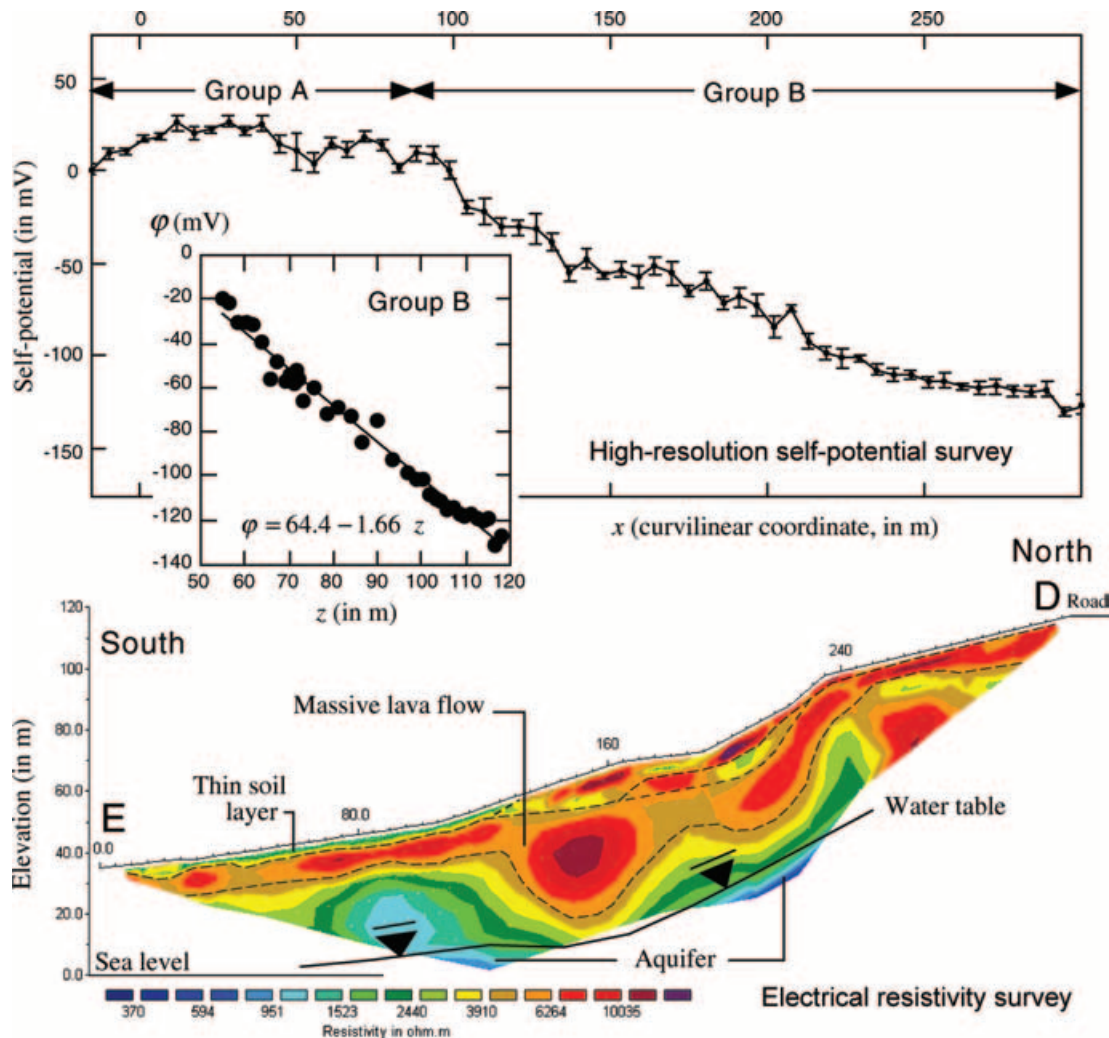 0 50 100 150 200 250
50
Group A
Group B
0
φ (mV)
Self-potential (in mV)
0
-50
Group B
-20
-40
-60
-100
-80
-100
-150
High-resolution self-potential survey
-120
φ = 64.4 – 1.66 z
-140
x (curvilinear coordinate, in m)
50 60 70 80 90 100 110 120
North
z (in m)
D Road
120
South
240
100
Massive lava flow
160
80.0
Elevation (in m)
Thin soil
layer
Water table
60.0
E
80.0
0.0
40.0
20.0
Sea level
Aquifer
0.0
Electrical resistivity survey
370 594 951 1523 2440 3910 6264 10035
Resistivity in ohm.m